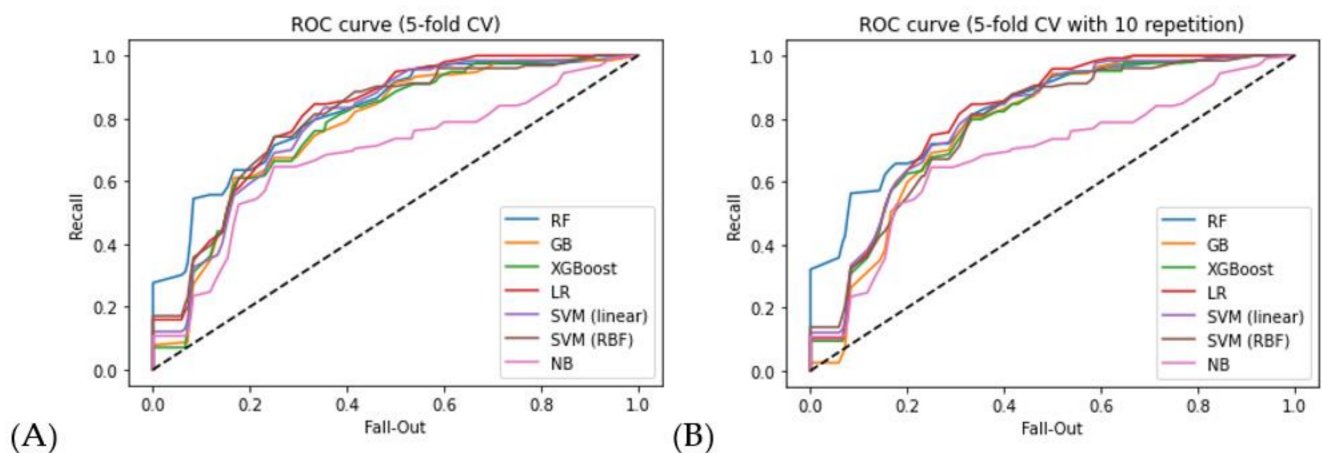 ROC curve (5-fold CV)
1.0
0.8
0.6
0.4
0.2
0.0
Recall
RF
GB
XGBoost
LR
SVM (linear)
SVM (RBF)
NB
0.0 0.2 0.4 0.6 0.8 1.0
Fall-Out
(A)
ROC curve (5-fold CV with 10 repetition)
1.0
0.8
0.6
0.4
0.2
0.0
Recall
RF
GB
XGBoost
LR
SVM (linear)
SVM (RBF)
NB
0.0 0.2 0.4 0.6 0.8 1.0
Fall-Out
(B)